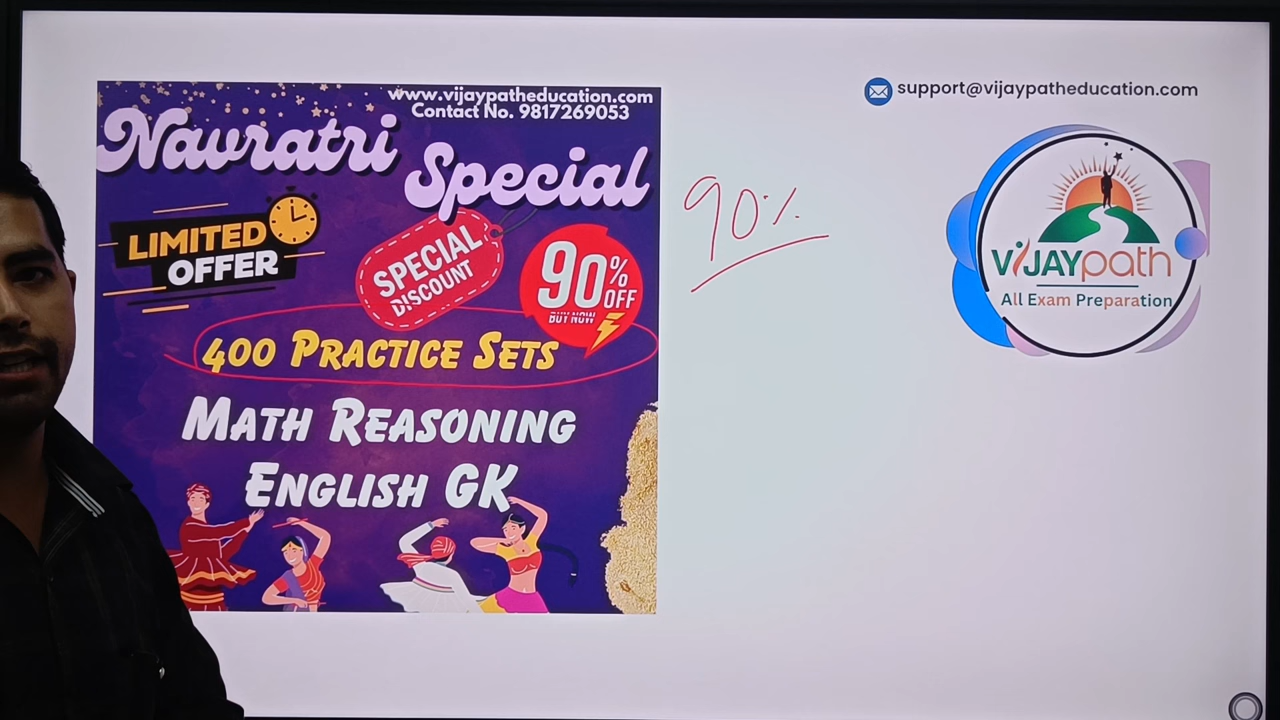 www.vijaypatheducation.com
Contact No. 9817269053
Navratri
Special
LIMITED
OFFER
SPECIAL
DISCOUNT
90%
OFF
BUY NOW
400 PRACTICE SETS
MATH REASONING
ENGLISH GK
90%
support@vijaypatheducation.com
VIJAYpath
All Exam Preparation